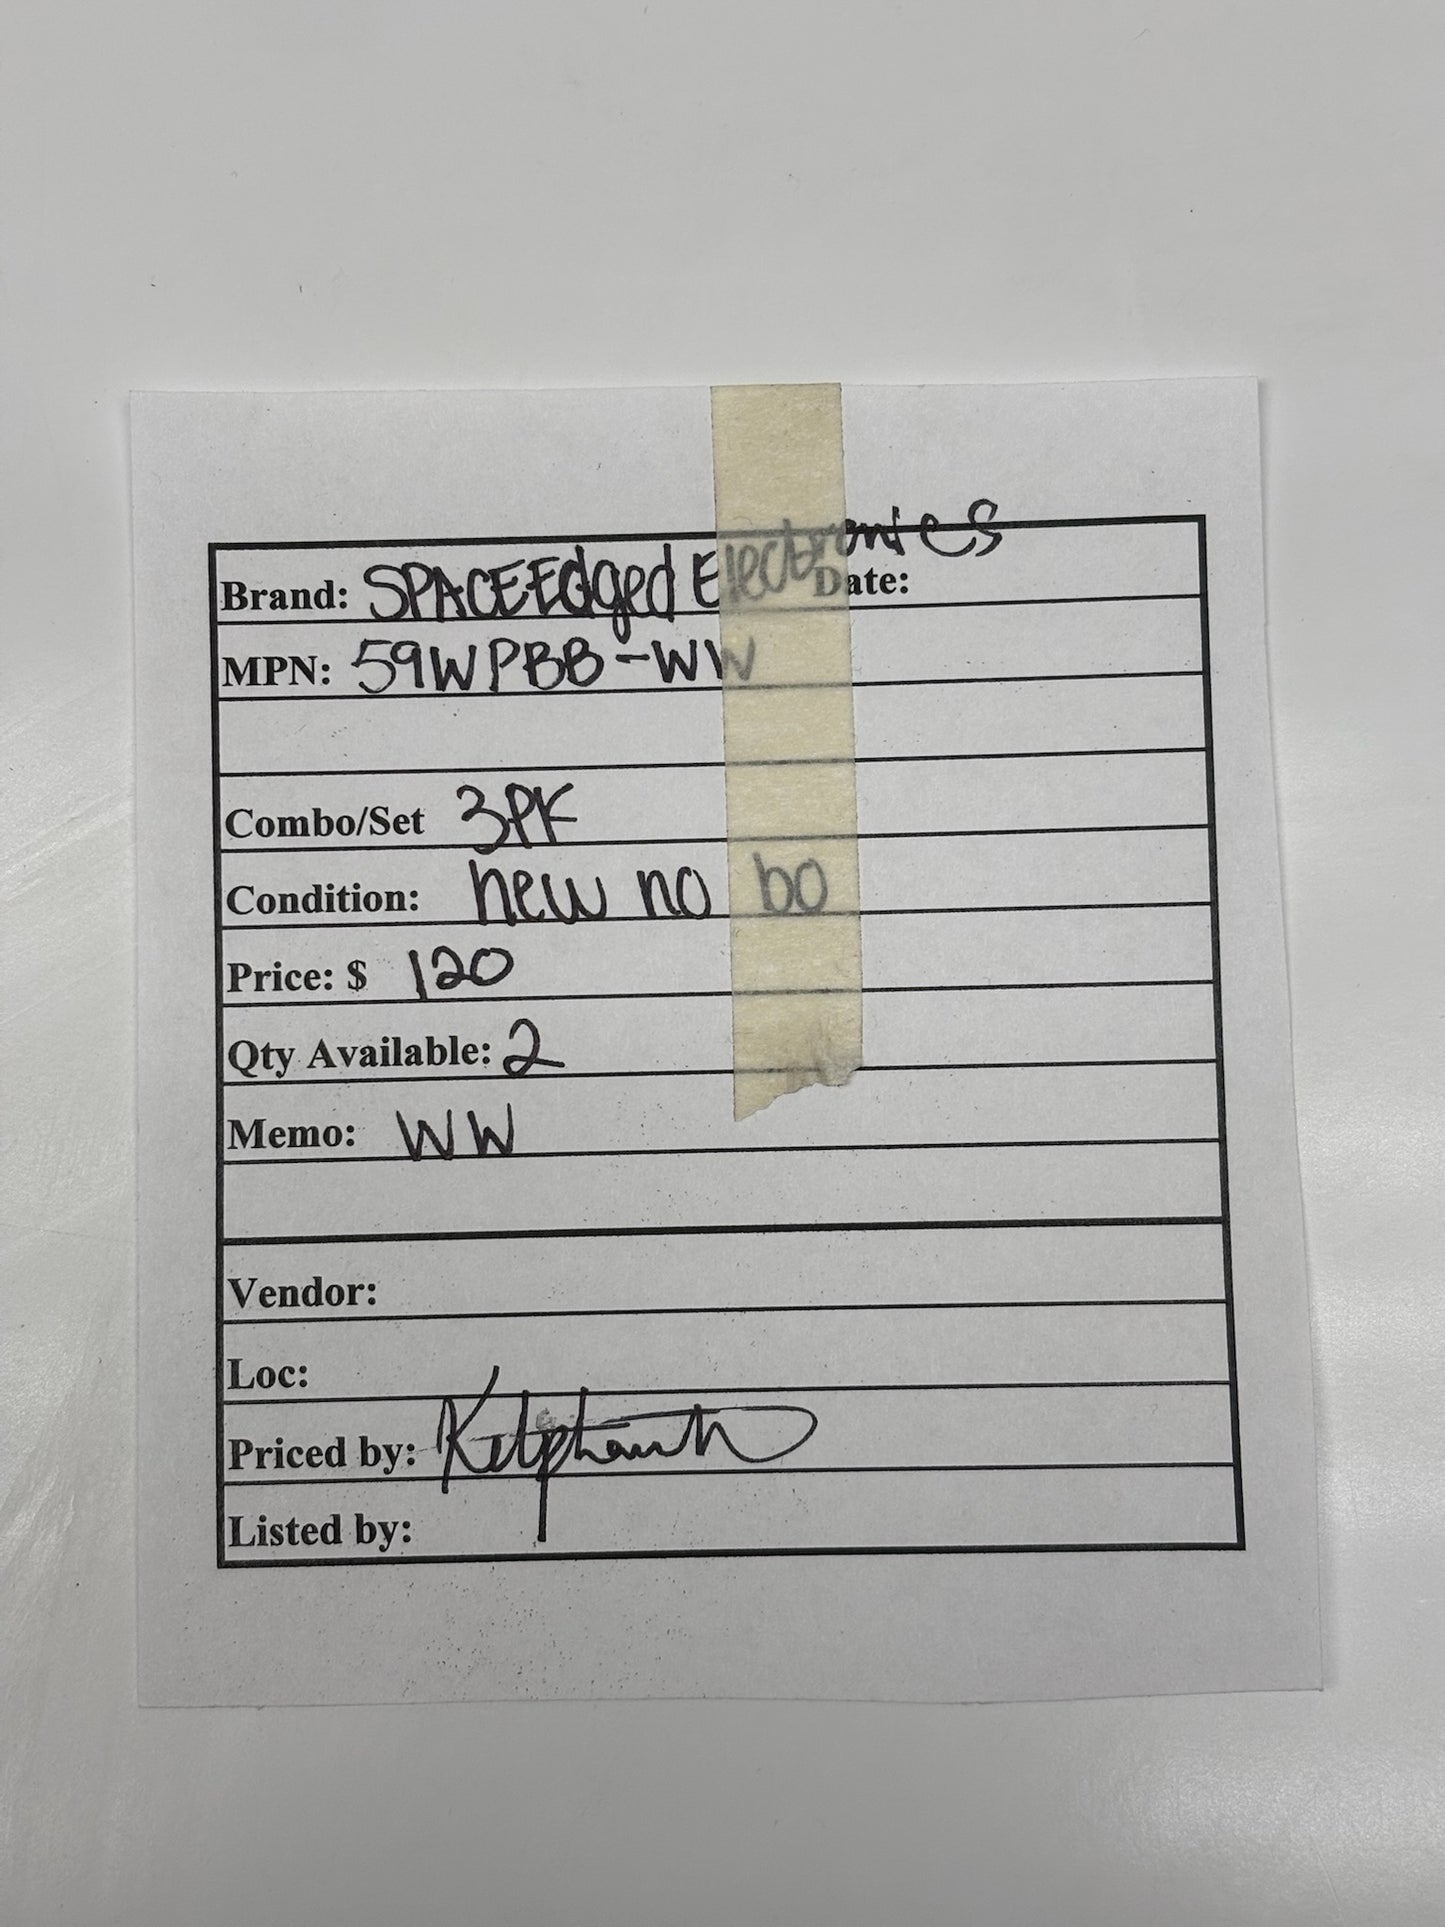 Brand: SPACEEdged Electronics Date:
MPN: 59WPBB-WW
Combo/Set 3PK
Condition: new no bo
Price: $ 120
Qty Available: 2
Memo: WW
Vendor:
Loc:
Priced by:
Listed by: